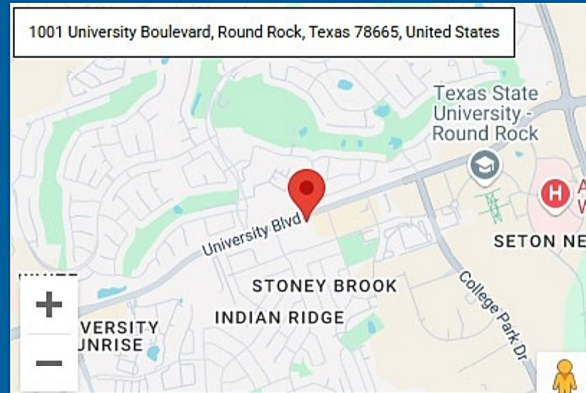 1001 University Boulevard, Round Rock, Texas 78665, United States
Texas State
University -
Round Rock
H
A
W
University Blvd
SETON NE
STONEY BROOK
College Park Dr
INDIAN RIDGE
+
VERSITY
UNRISE
−